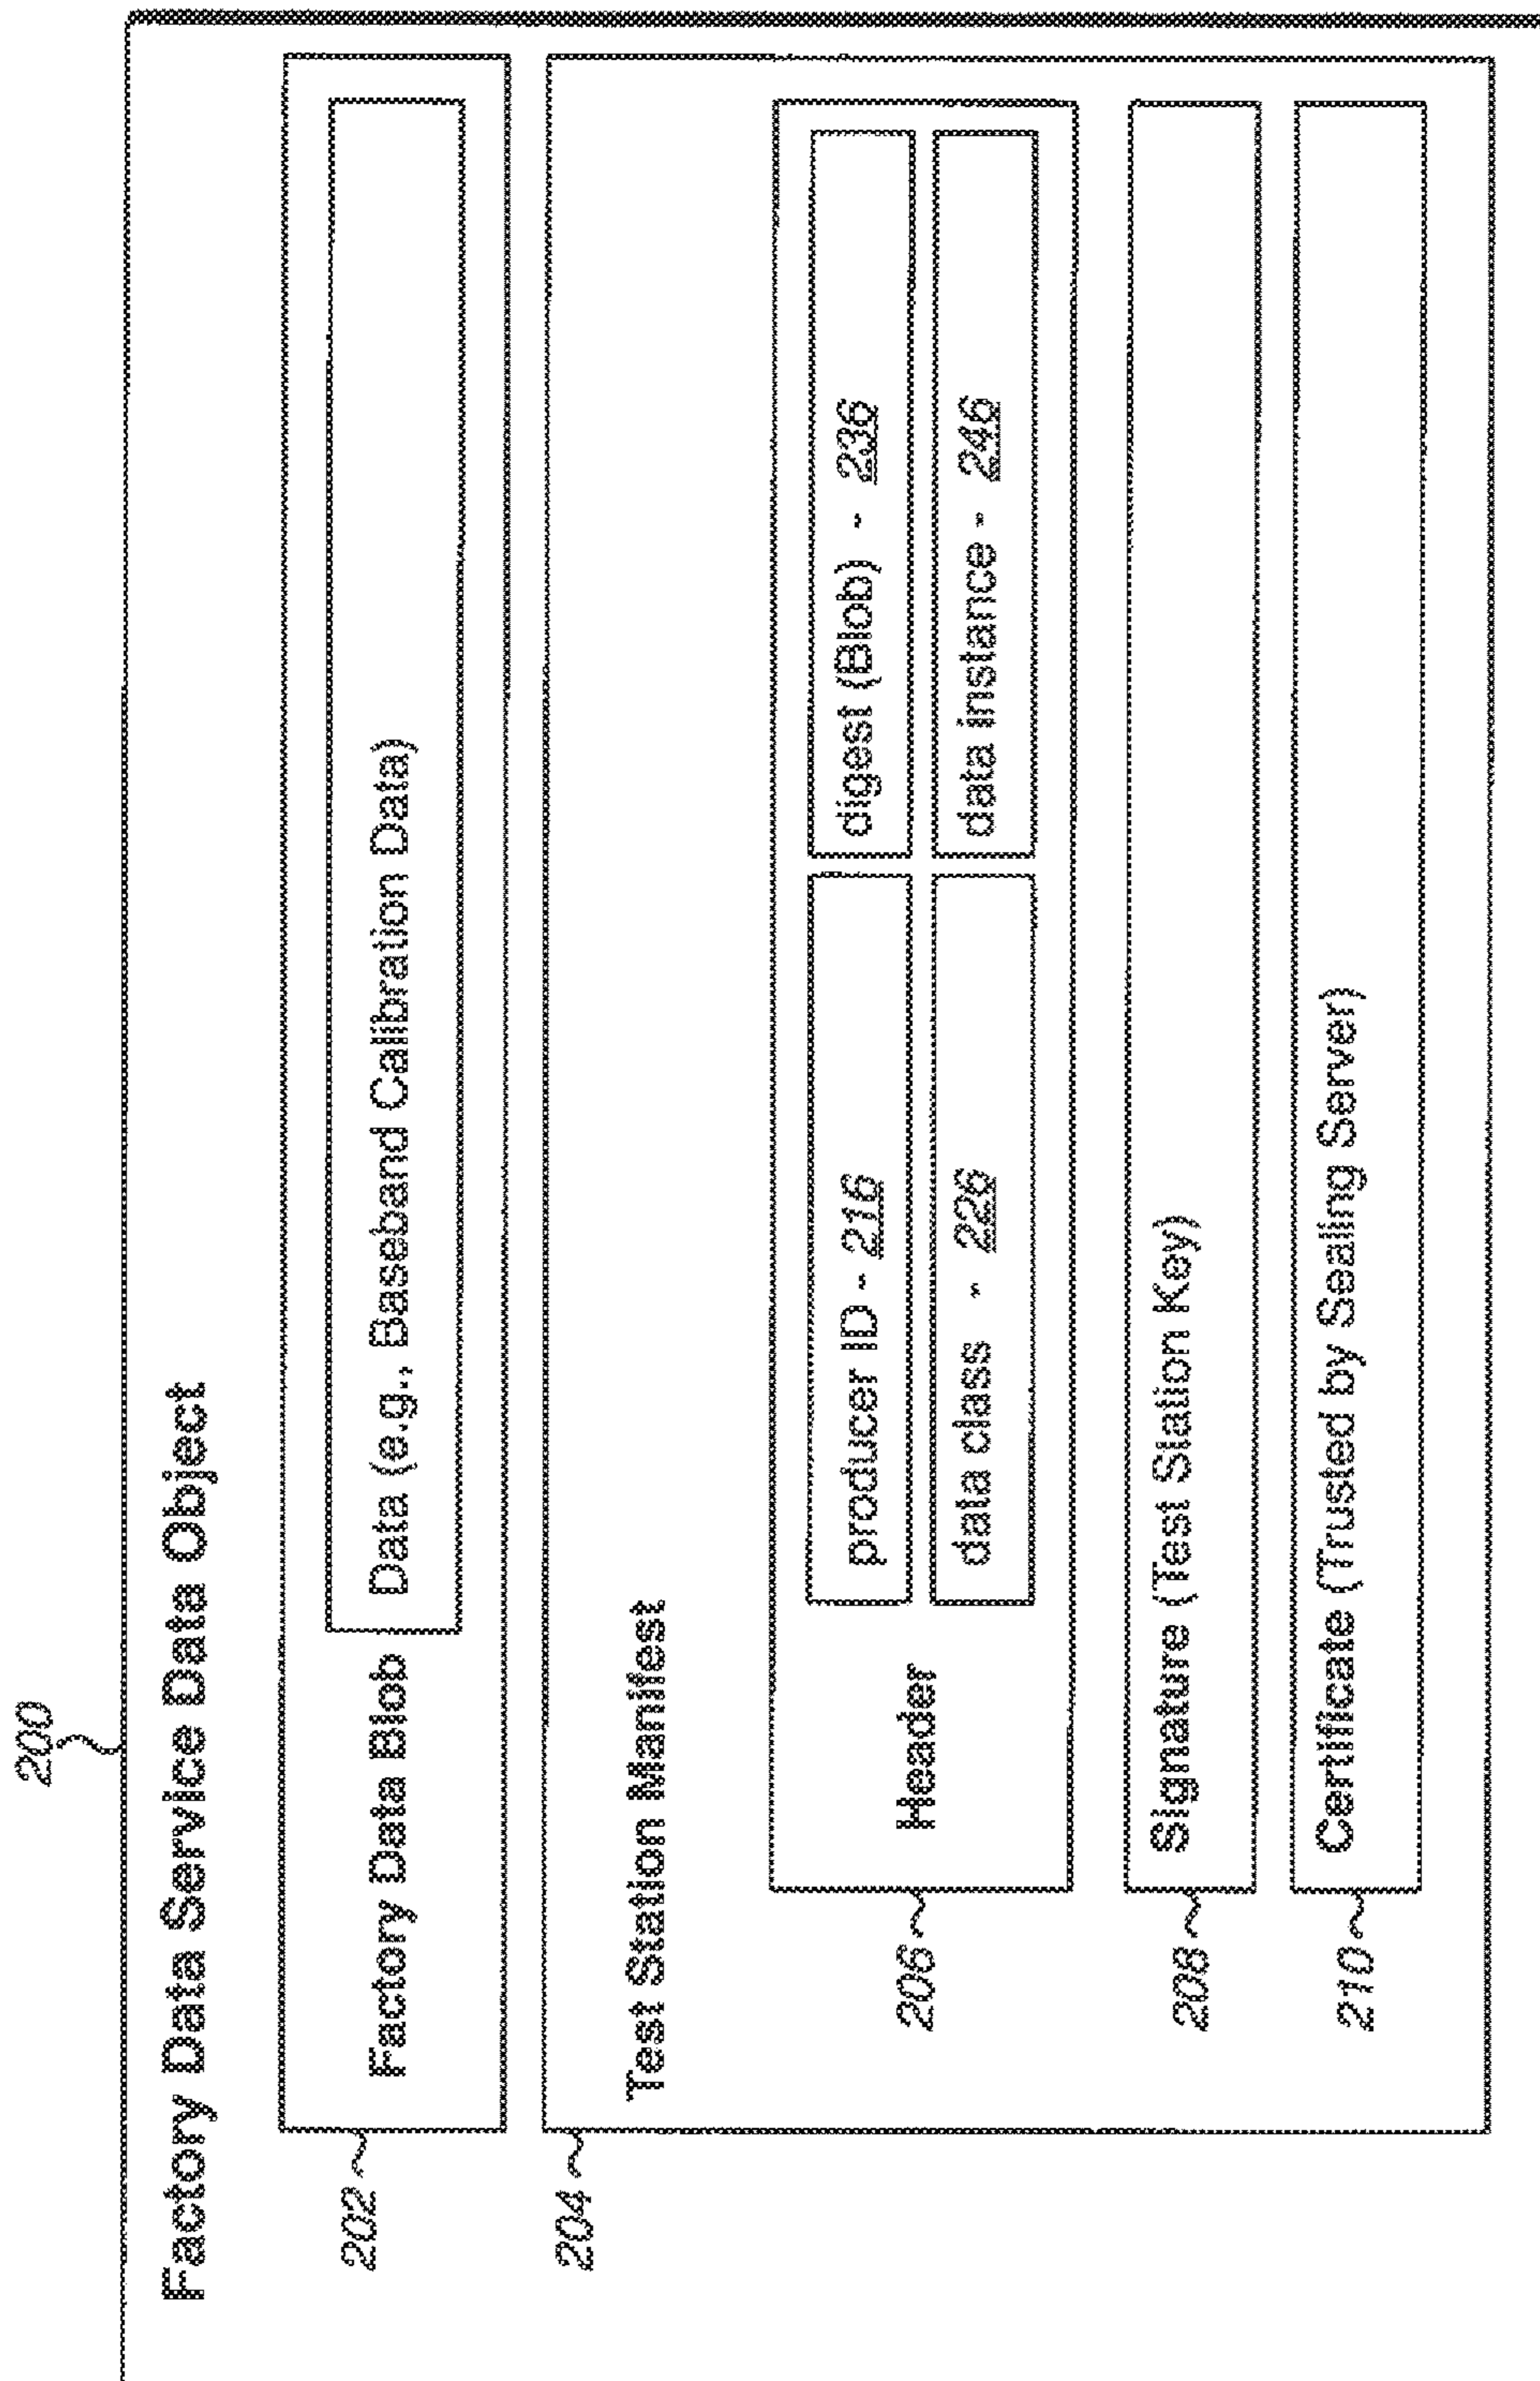 200
Factory Data Service Data Object
202
Factory Data Blob
Data (e.g., Baseband Calibration Data)
204
Test Station Manifest
206
Header
producer ID - 216
digest (Blob) - 236
data class - 226
data instance - 246
208
Signature (Test Station Key)
210
Certificate (Trusted by Sealing Server)